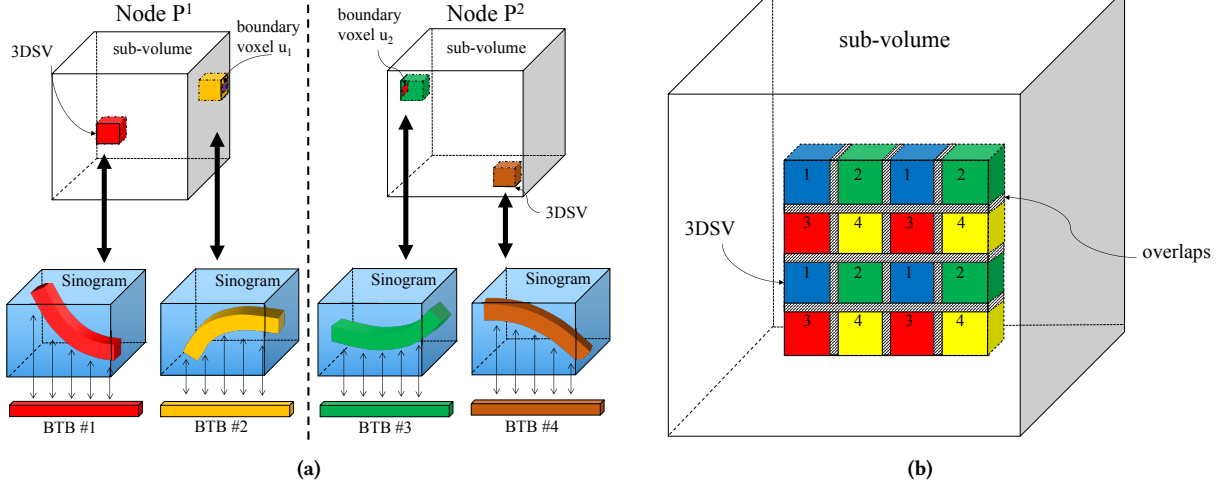 Node P¹
Node P²
3DSV
sub-volume
boundary
voxel u₁
boundary
voxel u₂
sub-volume
3DSV
Sinogram
Sinogram
Sinogram
Sinogram
BTB #1
BTB #2
BTB #3
BTB #4
(a)
sub-volume
1 2 1 2
3 4 3 4
1 2 1 2
3 4 3 4
3DSV
overlaps
(b)